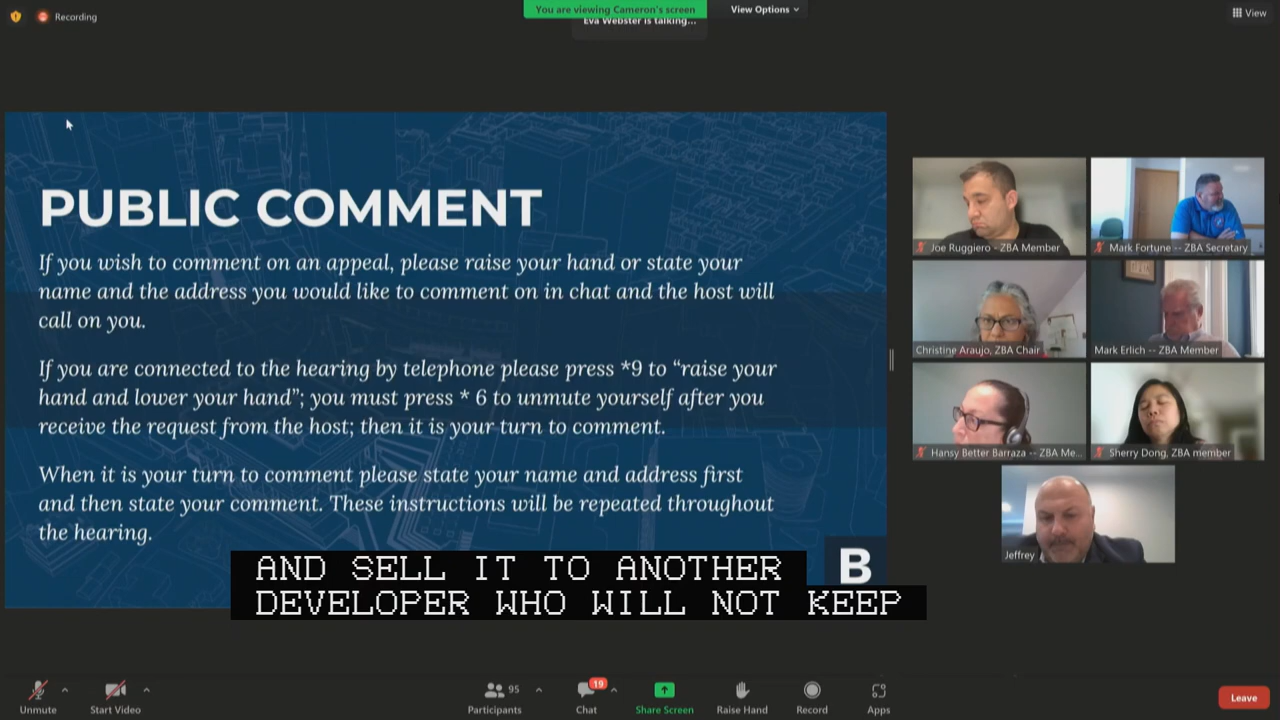 Recording
You are viewing Cameron's screen
View Options
Eva Webster is talking...
View
PUBLIC COMMENT
If you wish to comment on an appeal, please raise your hand or state your
name and the address you would like to comment on in chat and the host will
call on you.
If you are connected to the hearing by telephone please press *9 to “raise your
hand and lower your hand”; you must press * 6 to unmute yourself after you
receive the request from the host; then it is your turn to comment.
When it is your turn to comment please state your name and address first
and then state your comment. These instructions will be repeated throughout
the hearing.
B
AND SELL IT TO ANOTHER
DEVELOPER WHO WILL NOT KEEP
Joe Ruggiero - ZBA Member
Mark Fortune -- ZBA Secretary
Christine Araujo, ZBA Chair
Mark Erlich -- ZBA Member
Hansy Better Barraza -- ZBA Me...
Sherry Dong, ZBA member
Jeffrey
Unmute
Start Video
95
Participants
19
Chat
Share Screen
Raise Hand
Record
Apps
Leave